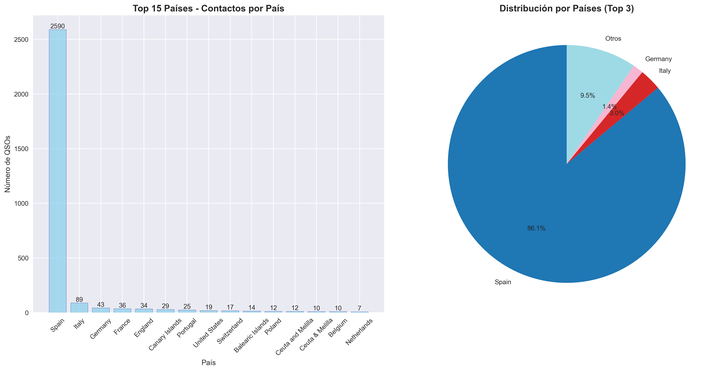 Top 15 Países - Contactos por País
Número de QSOs
2500
2000
1500
1000
500
0
2590
89
43
36
34
29
25
19
17
14
12
12
10
10
7
Spain
Italy
Germany
France
England
Canary Islands
Portugal
United States
Switzerland
Balearic Islands
Poland
Ceuta and Melilla
Ceuta & Melilla
Belgium
Netherlands
País
Distribución por Países (Top 3)
Otros
Germany
Italy
9.5%
1.4%
3.0%
86.1%
Spain